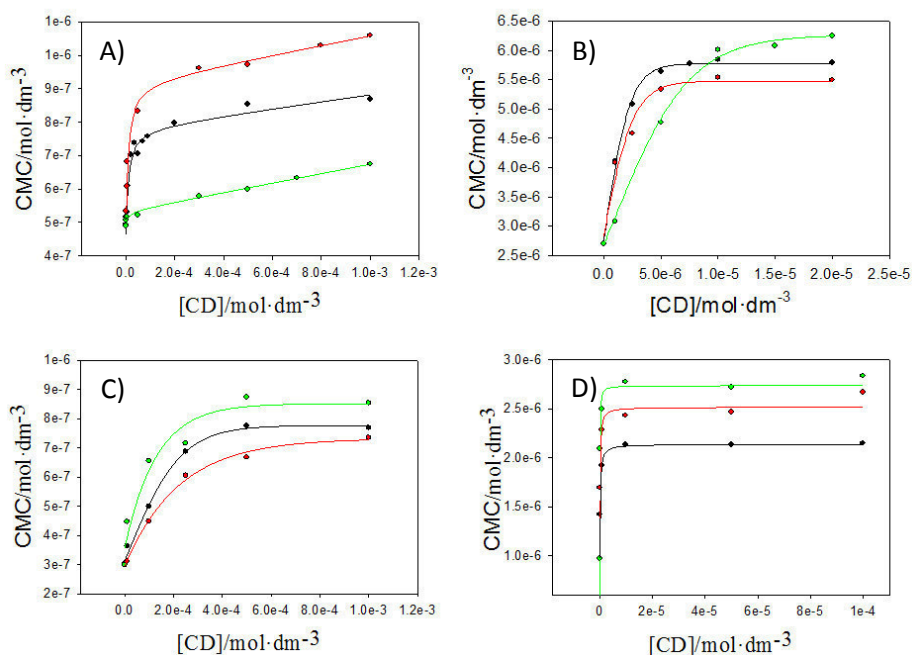 A)
CMC/mol·dm-3
1e-6
1e-6
9e-7
8e-7
7e-7
6e-7
5e-7
4e-7
0.0 2.0e-4 4.0e-4 6.0e-4 8.0e-4 1.0e-3 1.2e-3
[CD]/mol·dm-3
B)
CMC/mol·dm-3
6.5e-6
6.0e-6
5.5e-6
5.0e-6
4.5e-6
4.0e-6
3.5e-6
3.0e-6
2.5e-6
0.0 5.0e-6 1.0e-5 1.5e-5 2.0e-5 2.5e-5
[CD]/mol·dm-3
C)
CMC/mol·dm-3
1e-6
9e-7
8e-7
7e-7
6e-7
5e-7
4e-7
3e-7
2e-7
0.0 2.0e-4 4.0e-4 6.0e-4 8.0e-4 1.0e-3 1.2e-3
[CD]/mol·dm-3
D)
CMC/mol·dm-3
3.0e-6
2.5e-6
2.0e-6
1.5e-6
1.0e-6
0 2e-5 4e-5 6e-5 8e-5 1e-4
[CD]/mol·dm-3